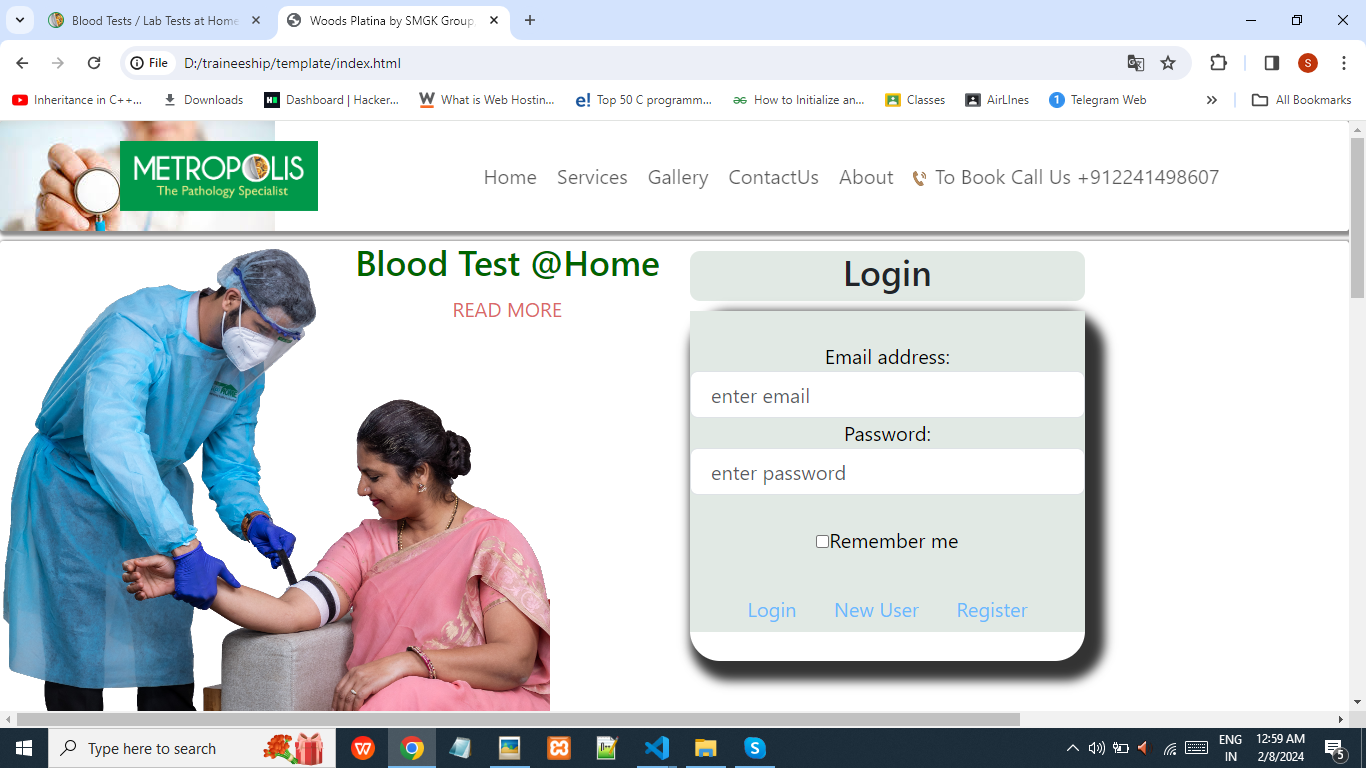 Blood Tests / Lab Tests at Home
Woods Platina by SMGK Group
File D:/traineeship/template/index.html
S
Inheritance in C++...
Downloads
Dashboard | Hacker...
What is Web Hostin...
Top 50 C programm...
How to Initialize an...
Classes
AirLInes
1 Telegram Web
All Bookmarks
METROPOLIS
The Pathology Specialist
Home Services Gallery ContactUs About To Book Call Us +912241498607
Blood Test @Home
READ MORE
Login
Email address:
enter email
Password:
enter password
Remember me
Login New User Register
Type here to search
ENG
IN
12:59 AM
2/8/2024
5